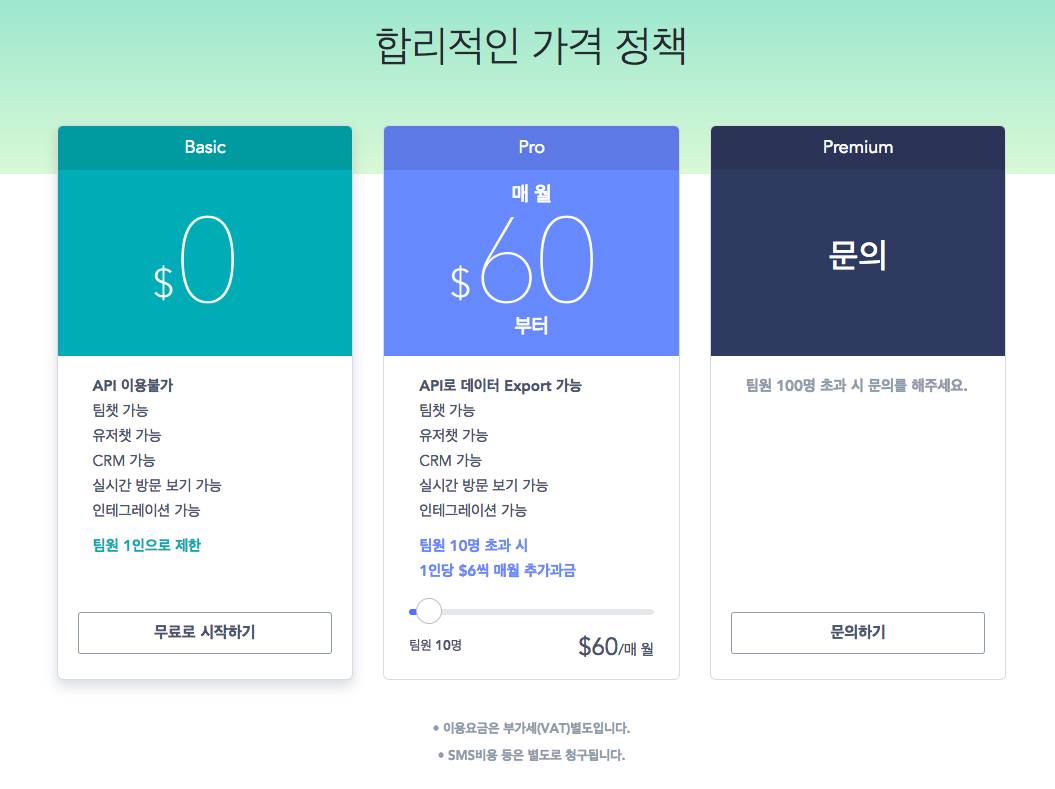 합리적인 가격 정책
Basic
$0
API 이용불가
팀챗 가능
유저챗 가능
CRM 가능
실시간 방문 보기 가능
인테그레이션 가능
팀원 1인으로 제한
무료로 시작하기
Pro
매 월
$60
부터
API로 데이터 Export 가능
팀챗 가능
유저챗 가능
CRM 가능
실시간 방문 보기 가능
인테그레이션 가능
팀원 10명 초과 시
1인당 $6씩 매월 추가과금
팀원 10명
$60/매 월
Premium
문의
팀원 100명 초과 시 문의를 해주세요.
문의하기
• 이용요금은 부가세(VAT)별도입니다.
• SMS비용 등은 별도로 청구됩니다.